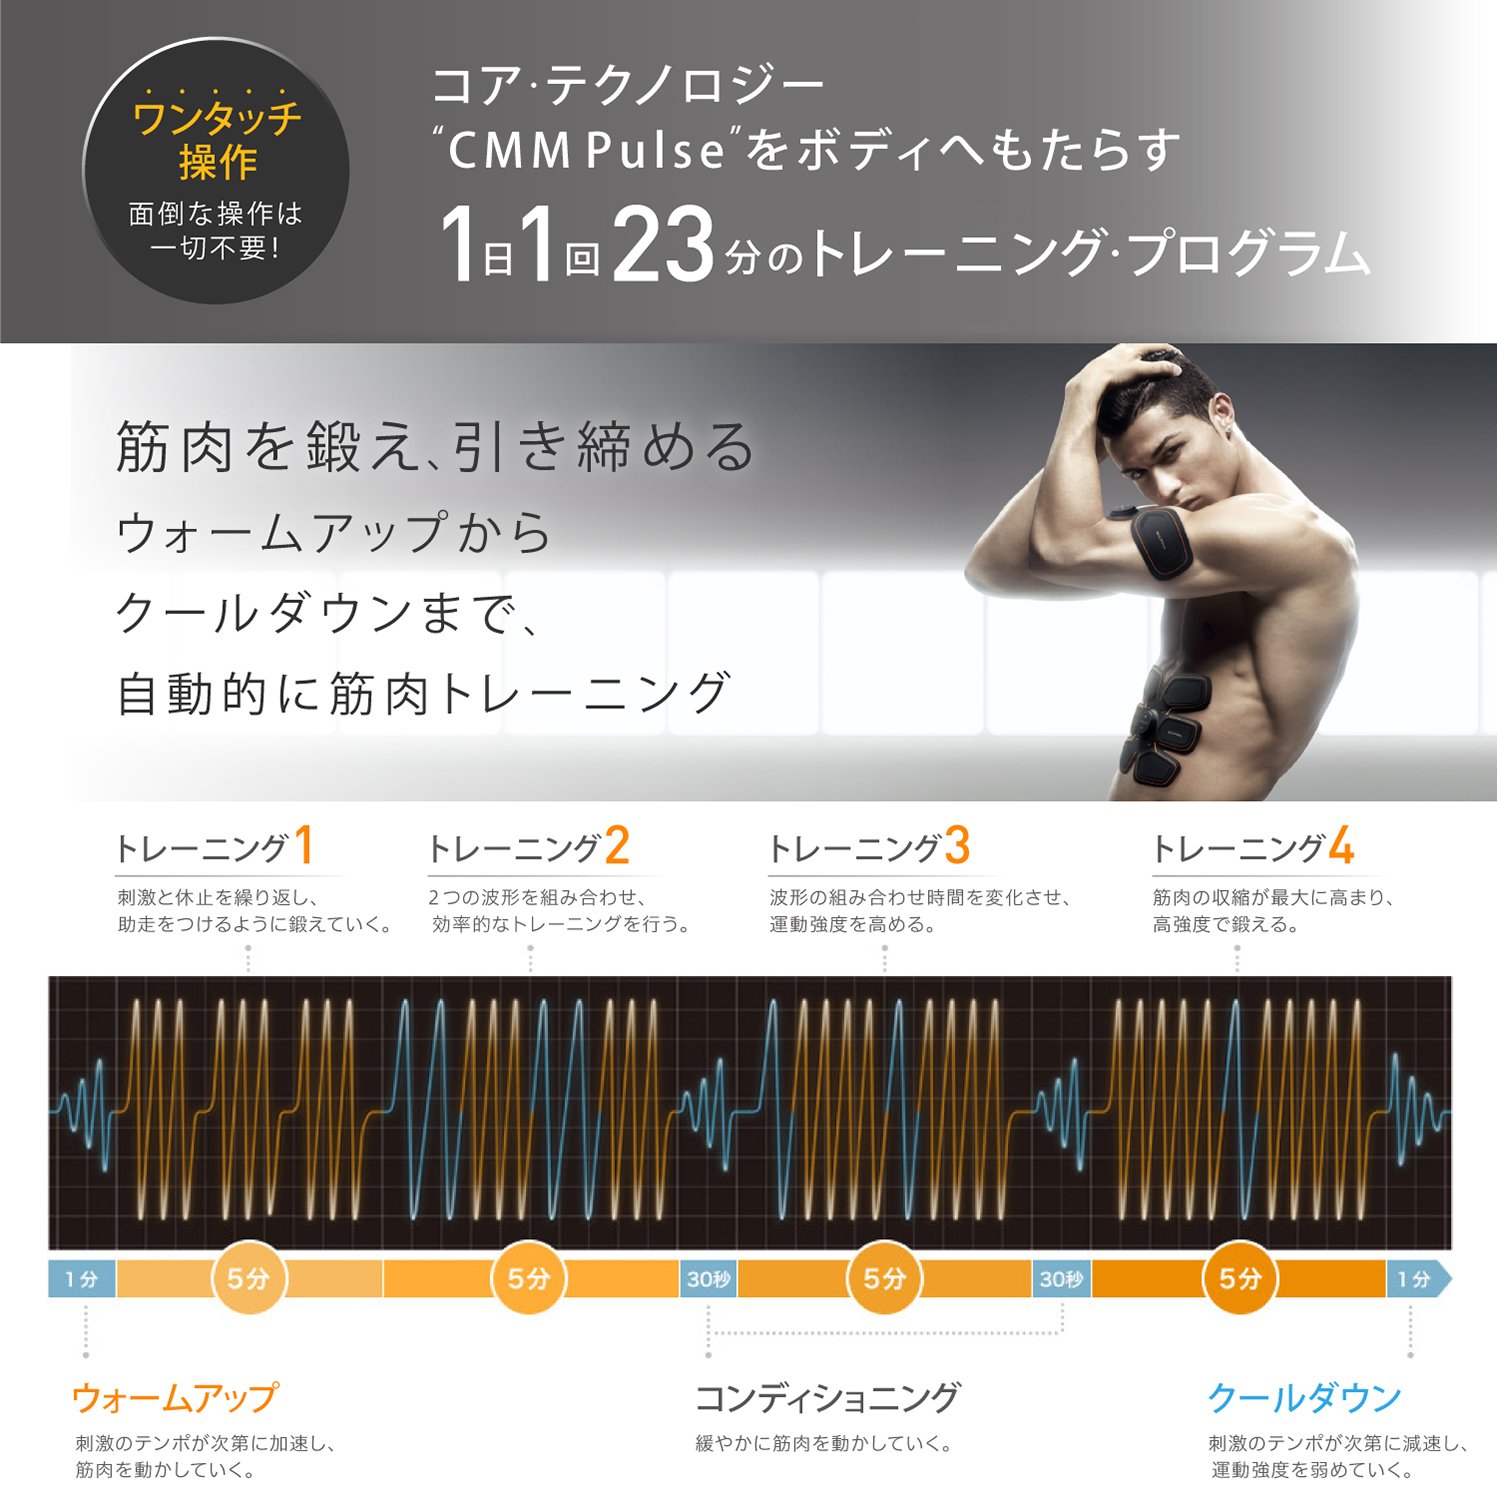 ワンタッチ
操作
面倒な操作は
一切不要！
コア・テクノロジー
“CMM Pulse”をボディへもたらす
1日1回23分のトレーニング・プログラム
筋肉を鍛え、引き締める
ウォームアップから
クールダウンまで、
自動的に筋肉トレーニング
トレーニング1
刺激と休止を繰り返し、
助走をつけるように鍛えていく。
トレーニング2
2つの波形を組み合わせ、
効率的なトレーニングを行う。
トレーニング3
波形の組み合わせ時間を変化させ、
運動強度を高める。
トレーニング4
筋肉の収縮が最大に高まり、
高強度で鍛える。
1分
5分
5分
30秒
5分
30秒
5分
1分
ウォームアップ
刺激のテンポが次第に加速し、
筋肉を動かしていく。
コンディショニング
緩やかに筋肉を動かしていく。
クールダウン
刺激のテンポが次第に減速し、
運動強度を弱めていく。